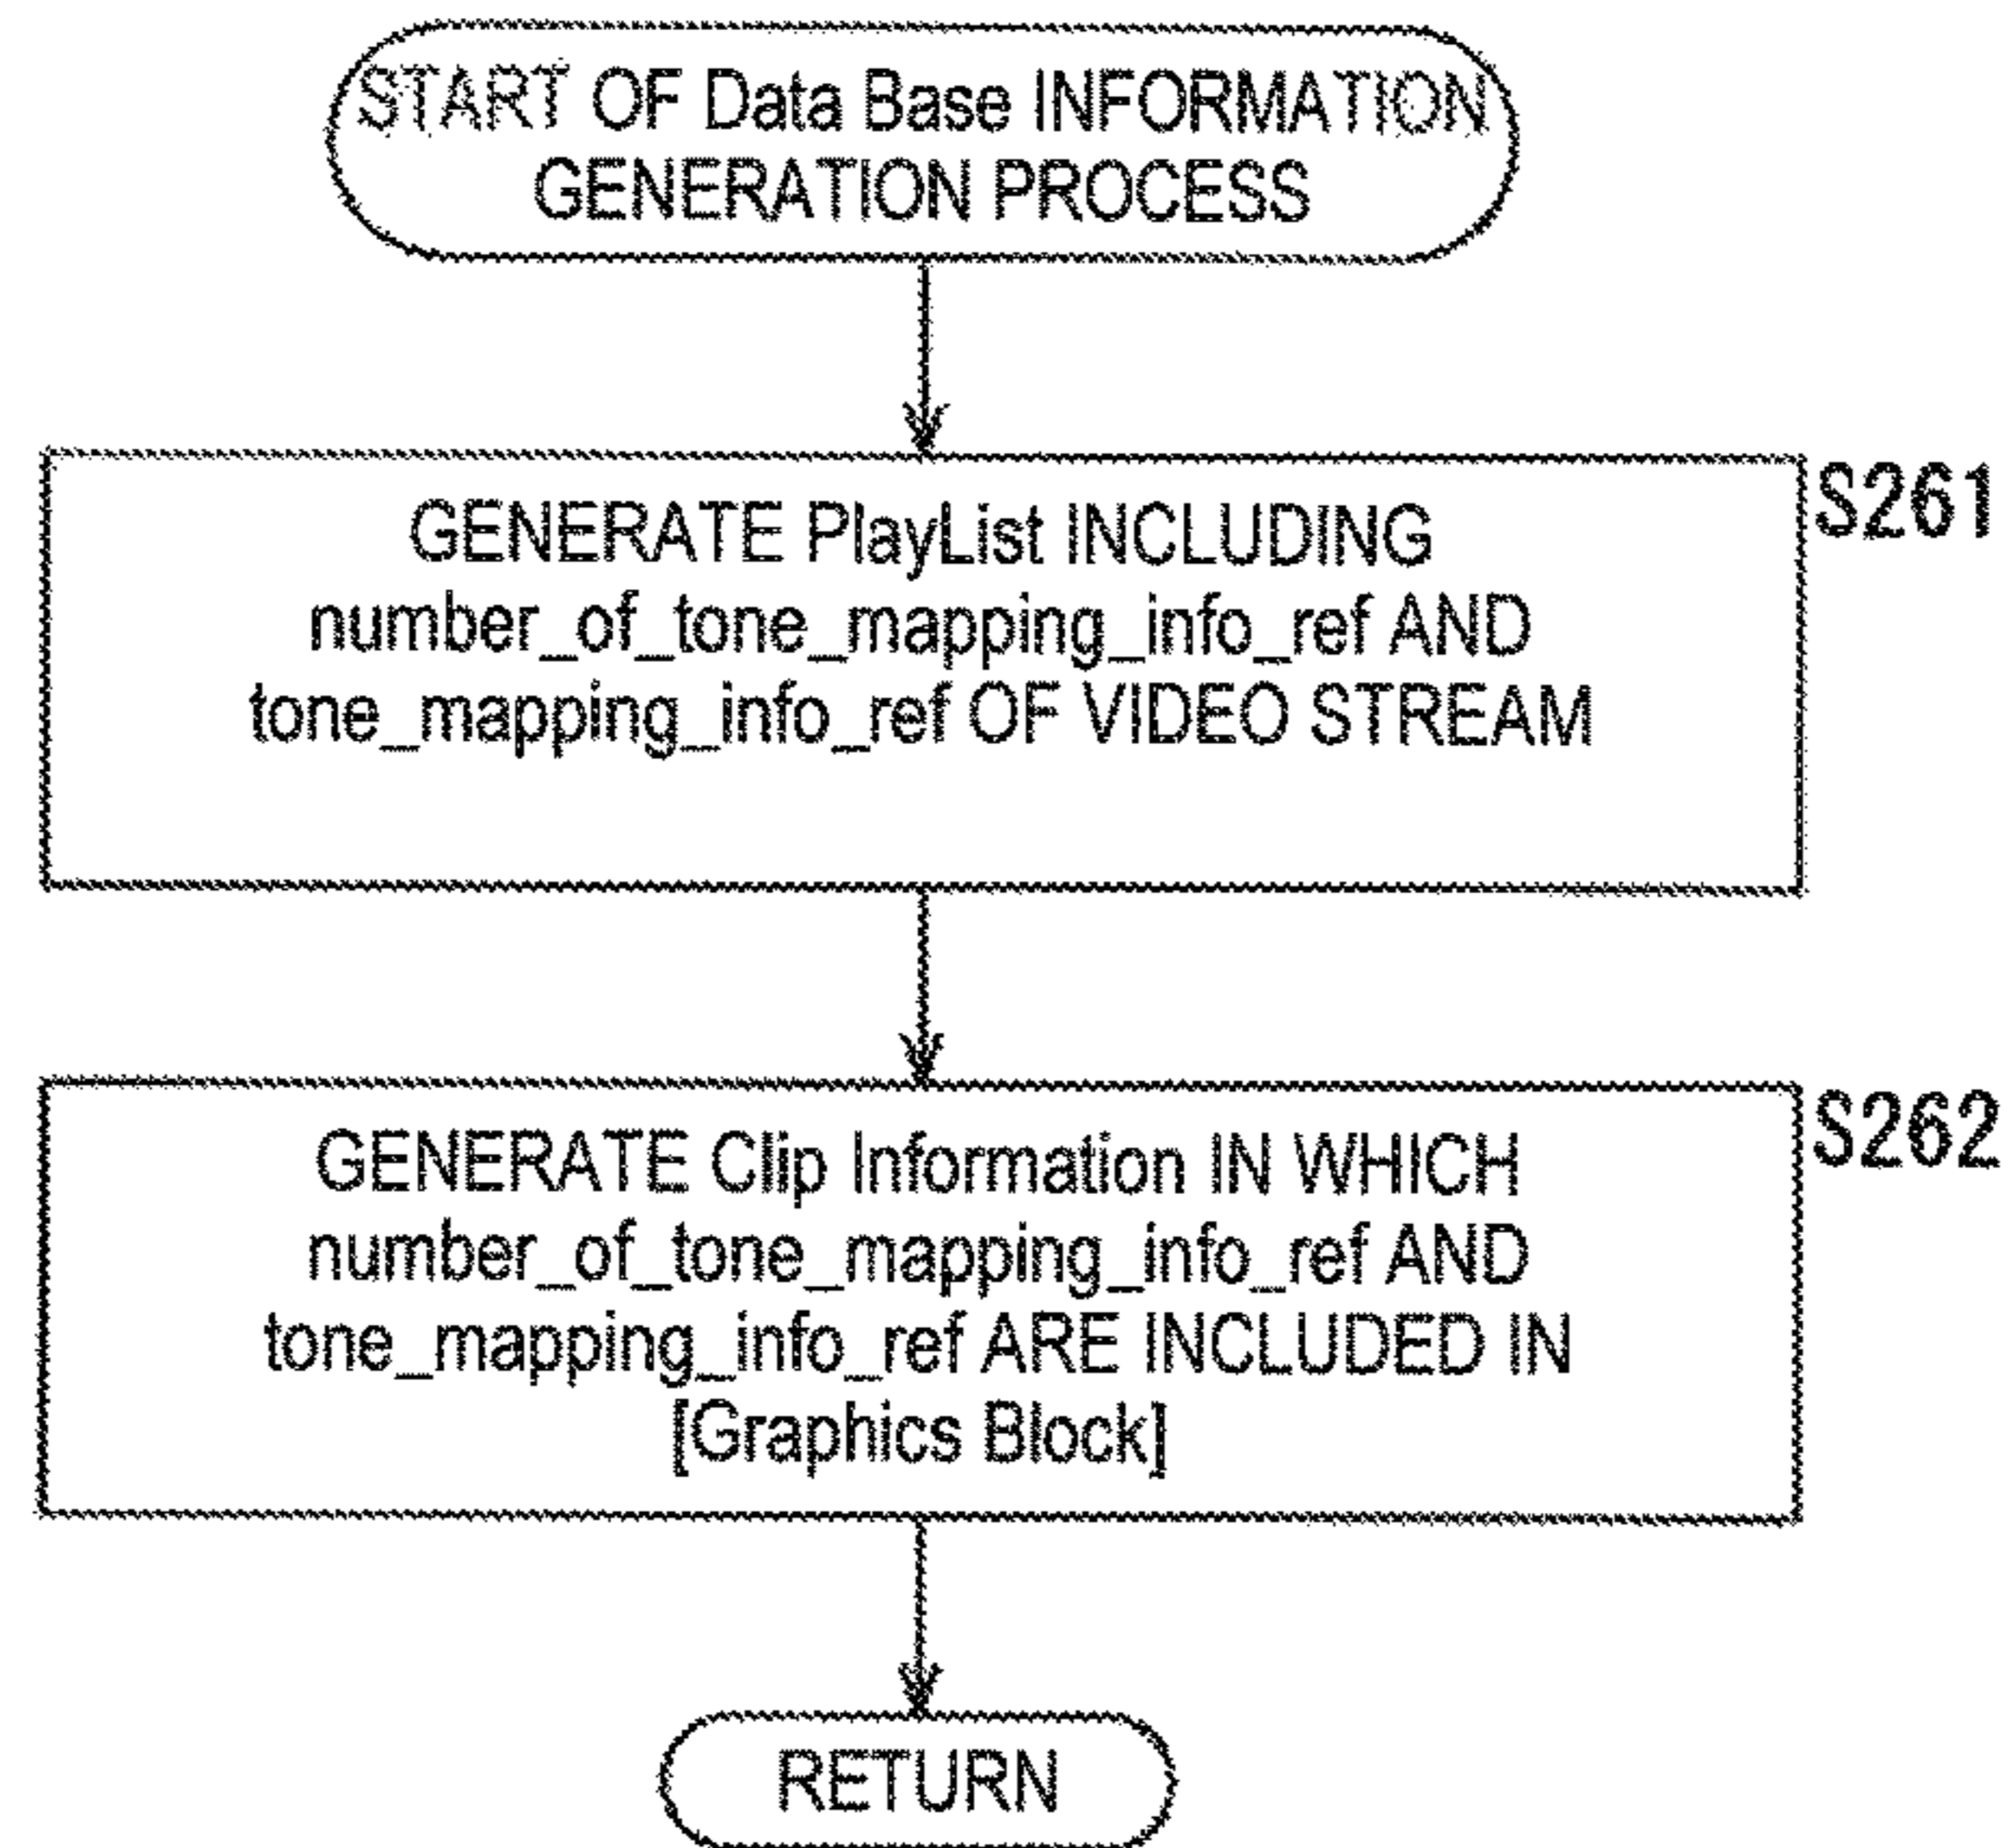 START OF Data Base INFORMATION
GENERATION PROCESS
GENERATE PlayList INCLUDING
number_of_tone_mapping_info_ref AND
tone_mapping_info_ref OF VIDEO STREAM
S261
GENERATE Clip Information IN WHICH
number_of_tone_mapping_info_ref AND
tone_mapping_info_ref ARE INCLUDED IN
[Graphics Block]
S262
RETURN